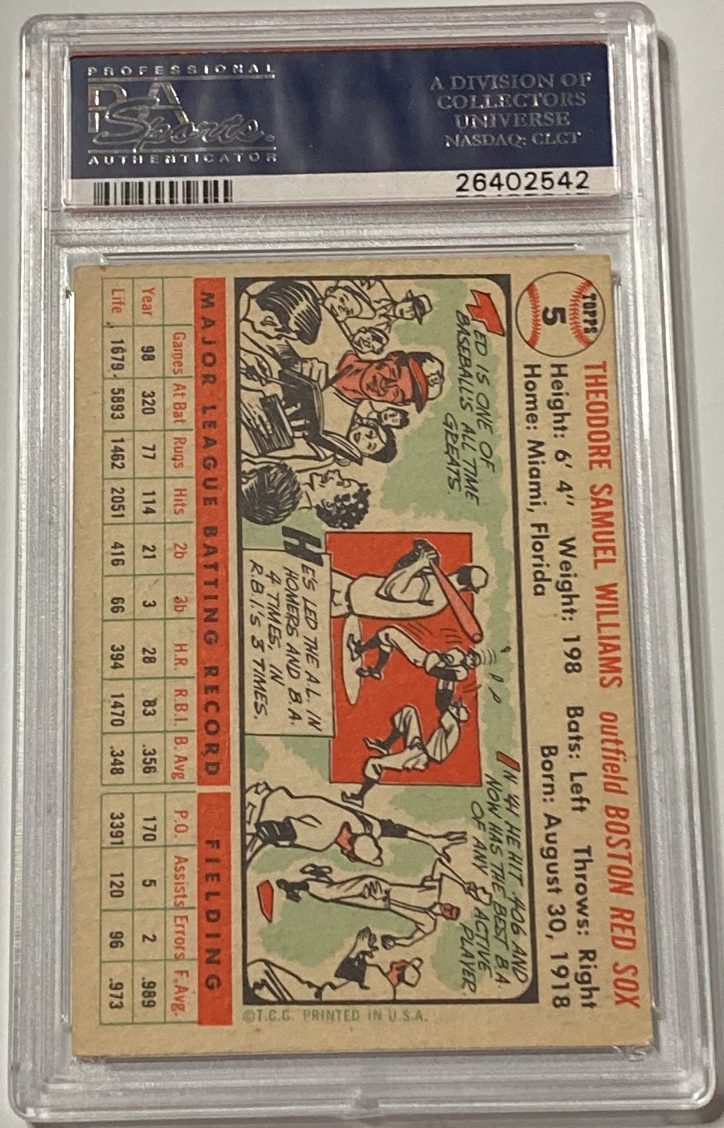 PROFESSIONAL
PSA
Sports.
AUTHENTICATOR
A DIVISION OF
COLLECTORS
UNIVERSE
NASDAQ: CLCT
26402542
TOPPS
5
THEODORE SAMUEL WILLIAMS outfield BOSTON RED SOX
Height: 6' 4" Weight: 198 Bats: Left Throws: Right
Home: Miami, Florida Born: August 30, 1918
TED IS ONE OF
BASEBALL'S ALL TIME
GREATS.
HE'S LED THE A.L. IN
HOMERS AND B.A.
4 TIMES, IN
R.B.I.'S 3 TIMES.
IN '41 HE HIT .406 AND
NOW HAS THE BEST B.A.
OF ANY ACTIVE
PLAYER.
©T.C.G. PRINTED IN U.S.A.
MAJOR LEAGUE BATTING RECORD FIELDING
Games At Bat Runs Hits 2b 3b H.R. R.B.I. B. Avg P.O. Assists Errors F. Avg.
Year 98 320 77 114 21 3 28 83 .356 170 5 2 .989
Life 1679 5893 1462 2051 416 66 394 1470 .348 3391 120 96 .973